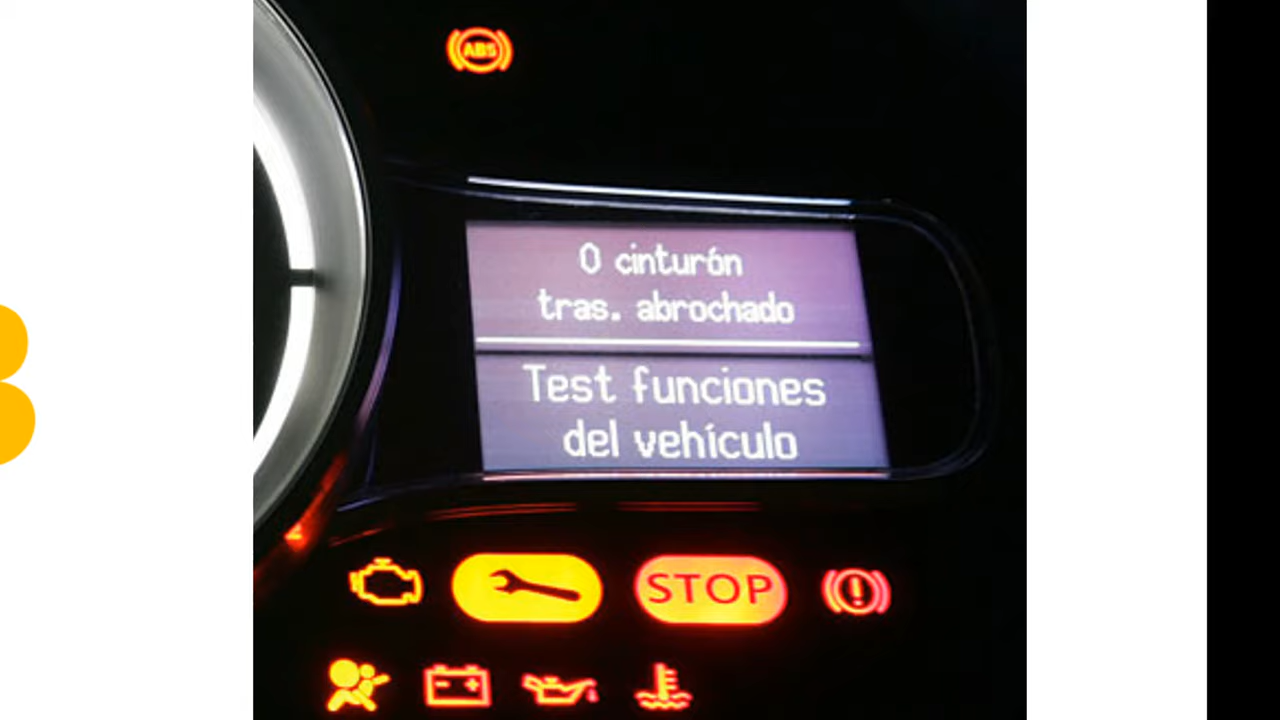 ABS
0 cinturón
tras. abrochado
Test funciones
del vehículo
STOP